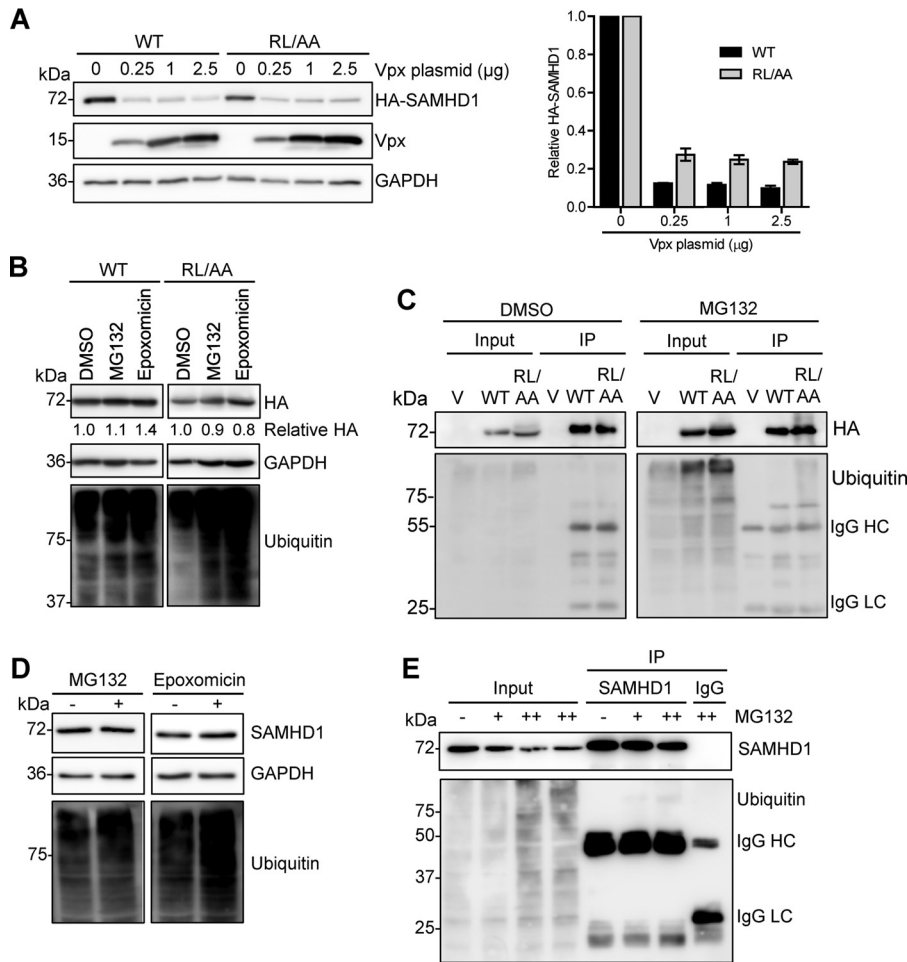 A
WT RL/AA
kDa 0 0.25 1 2.5 0 0.25 1 2.5 Vpx plasmid (μg)
72 HA-SAMHD1
15 Vpx
36 GAPDH
Relative HA-SAMHD1
1.0
0.8
0.6
0.4
0.2
0.0
WT
RL/AA
0 0.25 1 2.5
Vpx plasmid (μg)
B
WT RL/AA
DMSO MG132 Epoxomicin DMSO MG132 Epoxomicin
kDa
72 HA
1.0 1.1 1.4 1.0 0.9 0.8 Relative HA
36 GAPDH
75 Ubiquitin
37
C
DMSO MG132
Input IP Input IP
kDa V WT RL/AA V WT RL/AA V WT RL/AA V WT RL/AA
72 HA
Ubiquitin
75
55 IgG HC
25 IgG LC
D
MG132 Epoxomicin
kDa - + - +
72 SAMHD1
36 GAPDH
75 Ubiquitin
E
IP
Input SAMHD1 IgG
kDa - + ++ ++ - + ++ ++ MG132
72 SAMHD1
75 Ubiquitin
50 IgG HC
37
25 IgG LC